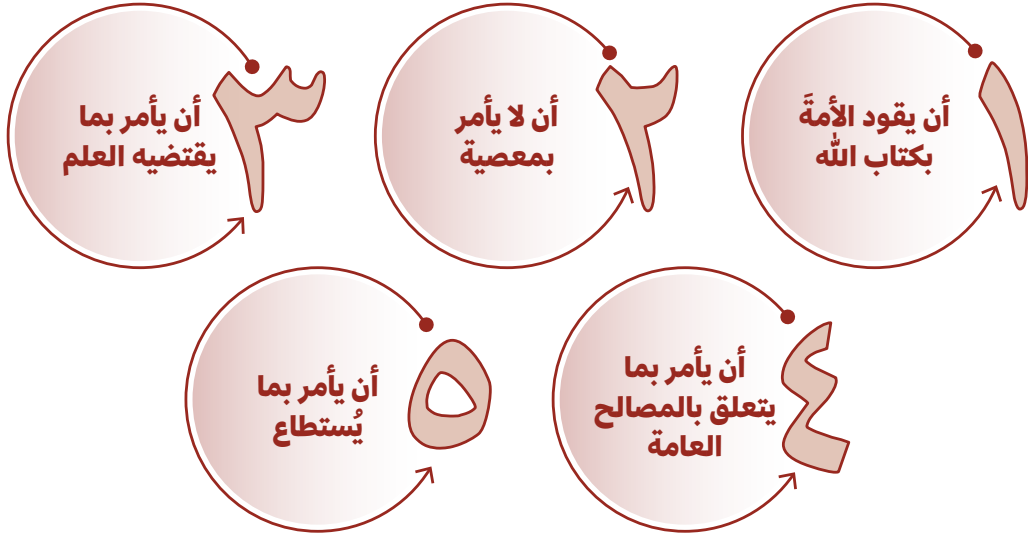 ١
أن يقود الأمةَ
بكتاب الله
٢
أن لا يأمر
بمعصية
٣
أن يأمر بما
يقتضيه العلم
٤
أن يأمر بما
يتعلق بالمصالح
العامة
٥
أن يأمر بما
يُستطاع